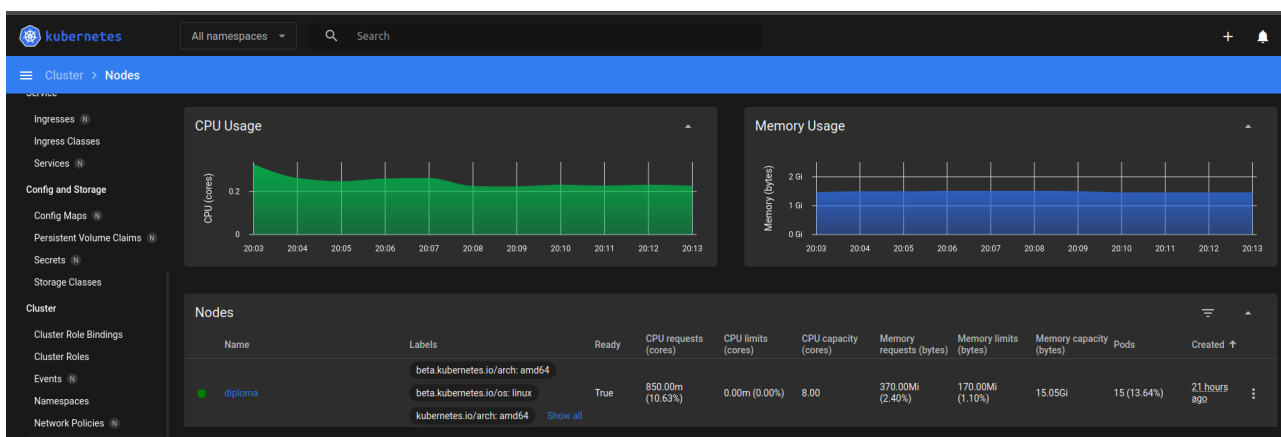 kubernetes
All namespaces
Search
Cluster > Nodes
Service
Ingresses N
Ingress Classes
Services N
Config and Storage
Config Maps N
Persistent Volume Claims N
Secrets N
Storage Classes
Cluster
Cluster Role Bindings
Cluster Roles
Events N
Namespaces
Network Policies N
CPU Usage
CPU (cores)
0.2
0
20:03 20:04 20:05 20:06 20:07 20:08 20:09 20:10 20:11 20:12 20:13
Memory Usage
Memory (bytes)
2 Gi
1 Gi
0 Gi
20:03 20:04 20:05 20:06 20:07 20:08 20:09 20:10 20:11 20:12 20:13
Nodes
Name Labels Ready CPU requests (cores) CPU limits (cores) CPU capacity (cores) Memory requests (bytes) Memory limits (bytes) Memory capacity (bytes) Pods Created
beta.kubernetes.io/arch: amd64
diploma beta.kubernetes.io/os: linux True 850.00m (10.63%) 0.00m (0.00%) 8.00 370.00Mi (2.40%) 170.00Mi (1.10%) 15.05Gi 15 (13.64%) 21 hours ago
kubernetes.io/arch: amd64 Show all